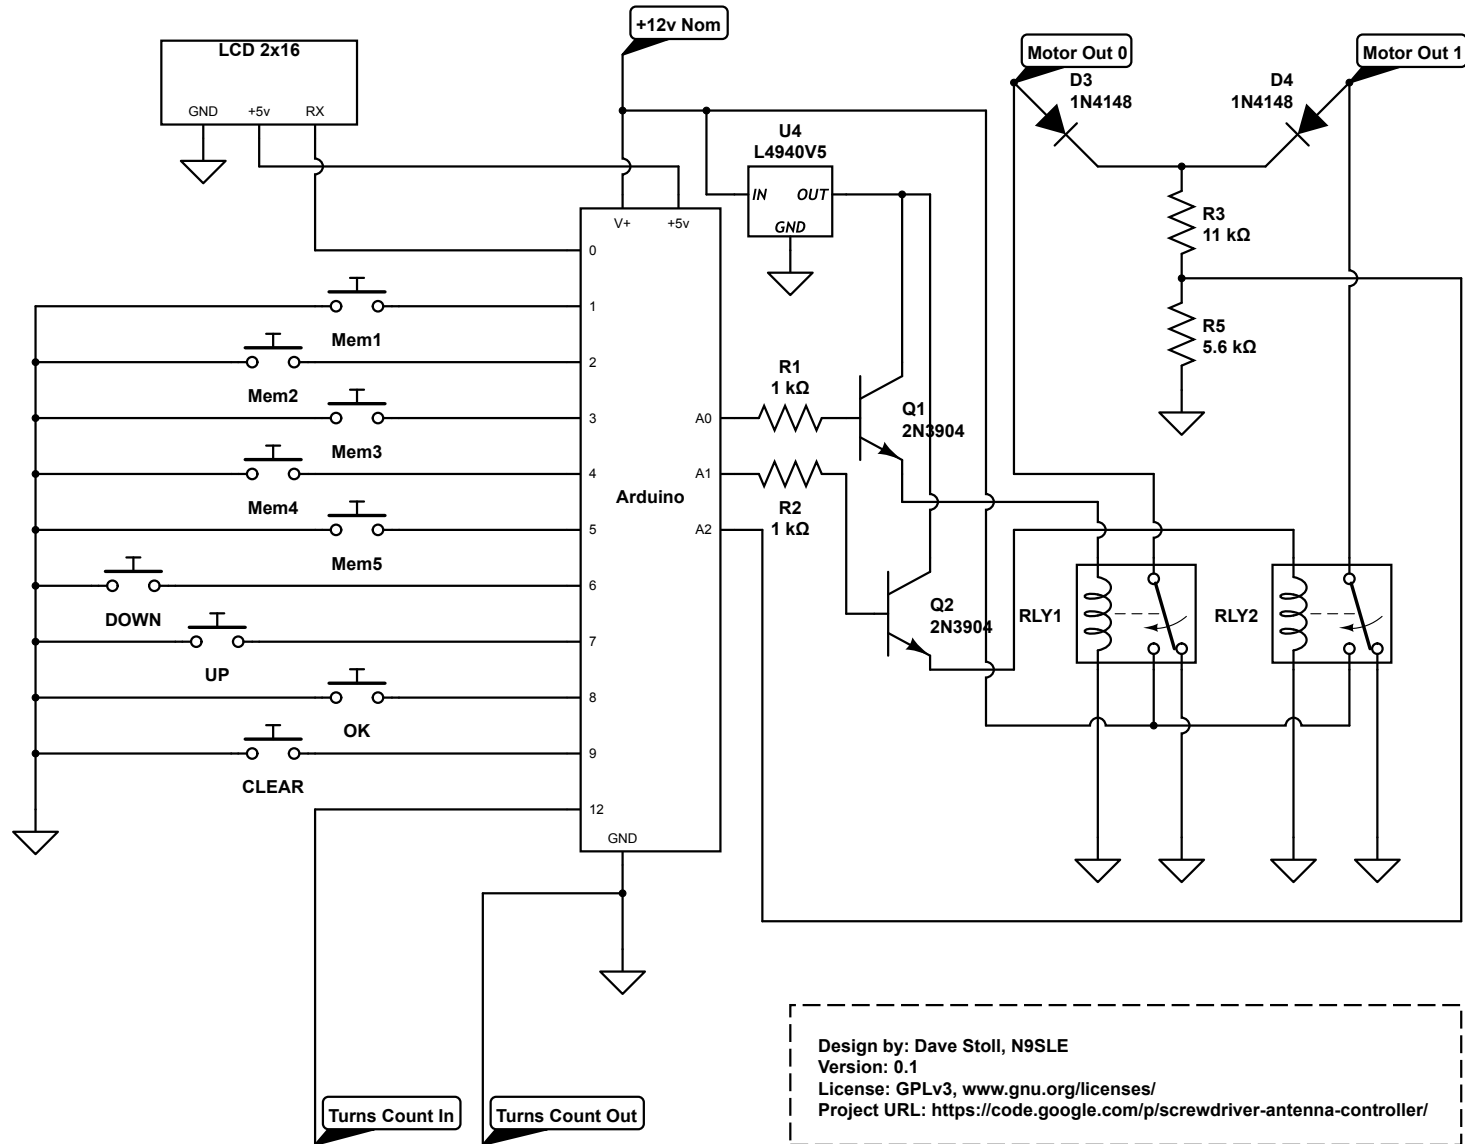 +12v Nom
LCD 2x16
GND
+5v
RX
Motor Out 0
Motor Out 1
D3
1N4148
D4
1N4148
U4
L4940V5
IN
OUT
GND
V+
+5v
R3
11 kΩ
R5
5.6 kΩ
0
1
2
3
4
5
6
7
8
9
12
GND
Arduino
A0
A1
A2
Mem1
Mem2
Mem3
Mem4
Mem5
DOWN
UP
OK
CLEAR
R1
1 kΩ
R2
1 kΩ
Q1
2N3904
Q2
2N3904
RLY1
RLY2
Turns Count In
Turns Count Out
Design by: Dave Stoll, N9SLE
Version: 0.1
License: GPLv3, www.gnu.org/licenses/
Project URL: https://code.google.com/p/screwdriver-antenna-controller/